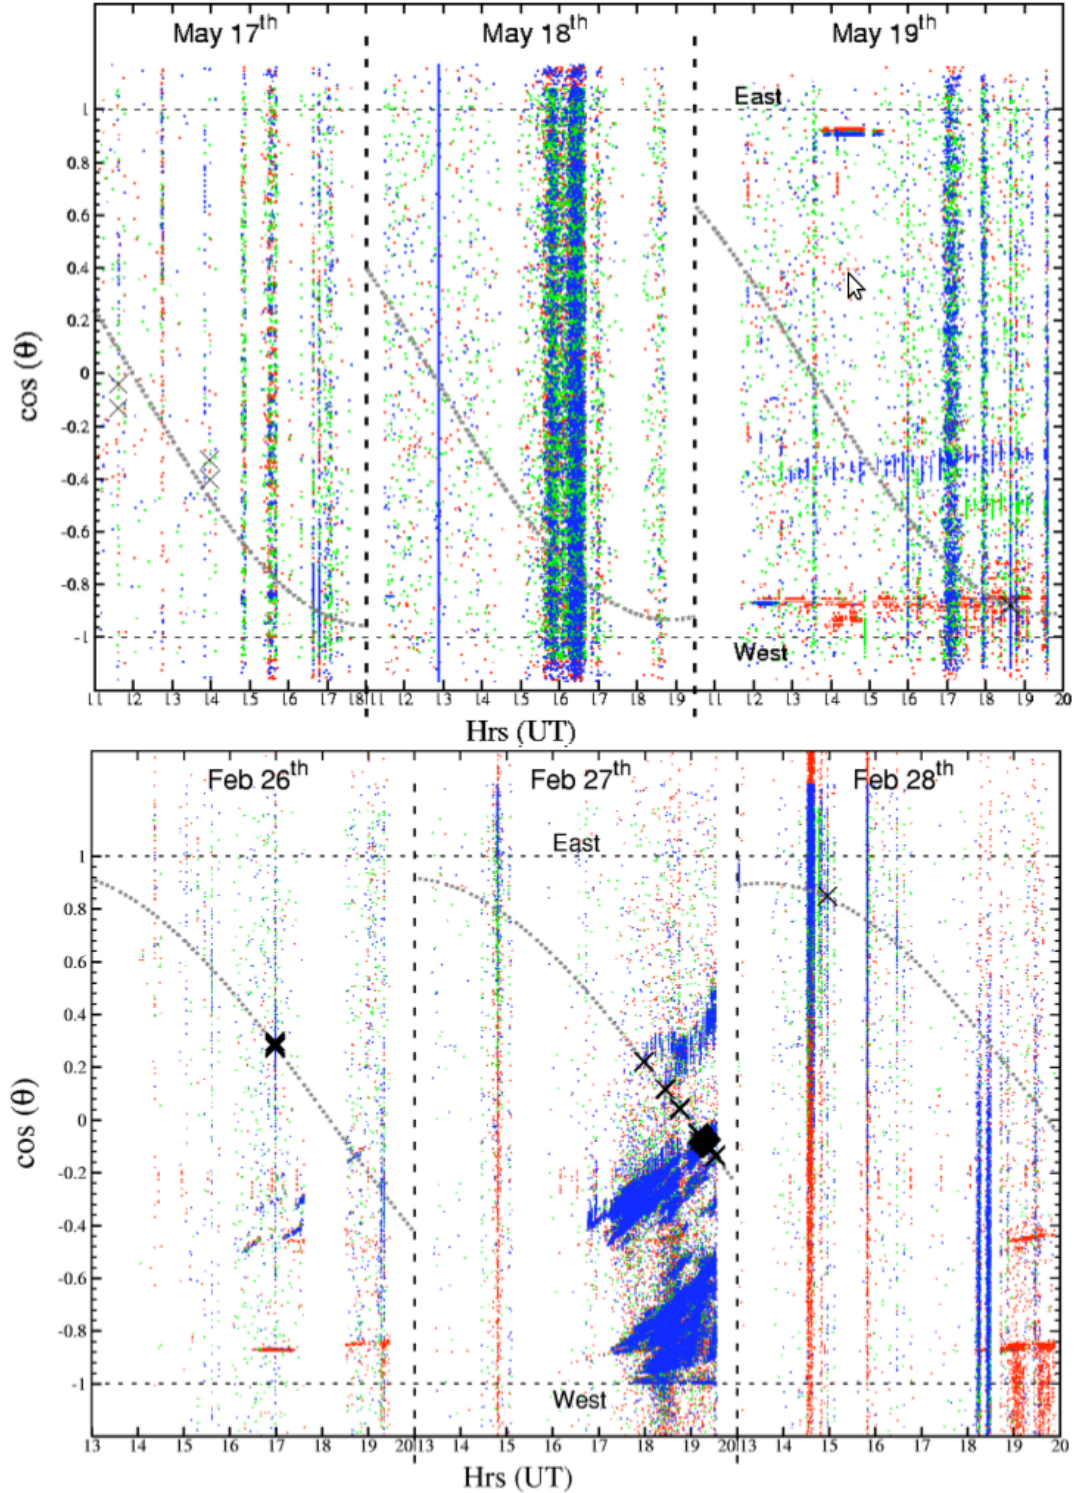 May 17th May 18th May 19th
East
1
0.8
0.6
0.4
0.2
0
-0.2
-0.4
-0.6
-0.8
-1
cos (θ)
West
11 12 13 14 15 16 17 18 11 12 13 14 15 16 17 18 19 11 12 13 14 15 16 17 18 19 20
Hrs (UT)
Feb 26th Feb 27th Feb 28th
East
1
0.8
0.6
0.4
0.2
0
-0.2
-0.4
-0.6
-0.8
-1
cos (θ)
West
13 14 15 16 17 18 19 20 13 14 15 16 17 18 19 20 13 14 15 16 17 18 19 20
Hrs (UT)